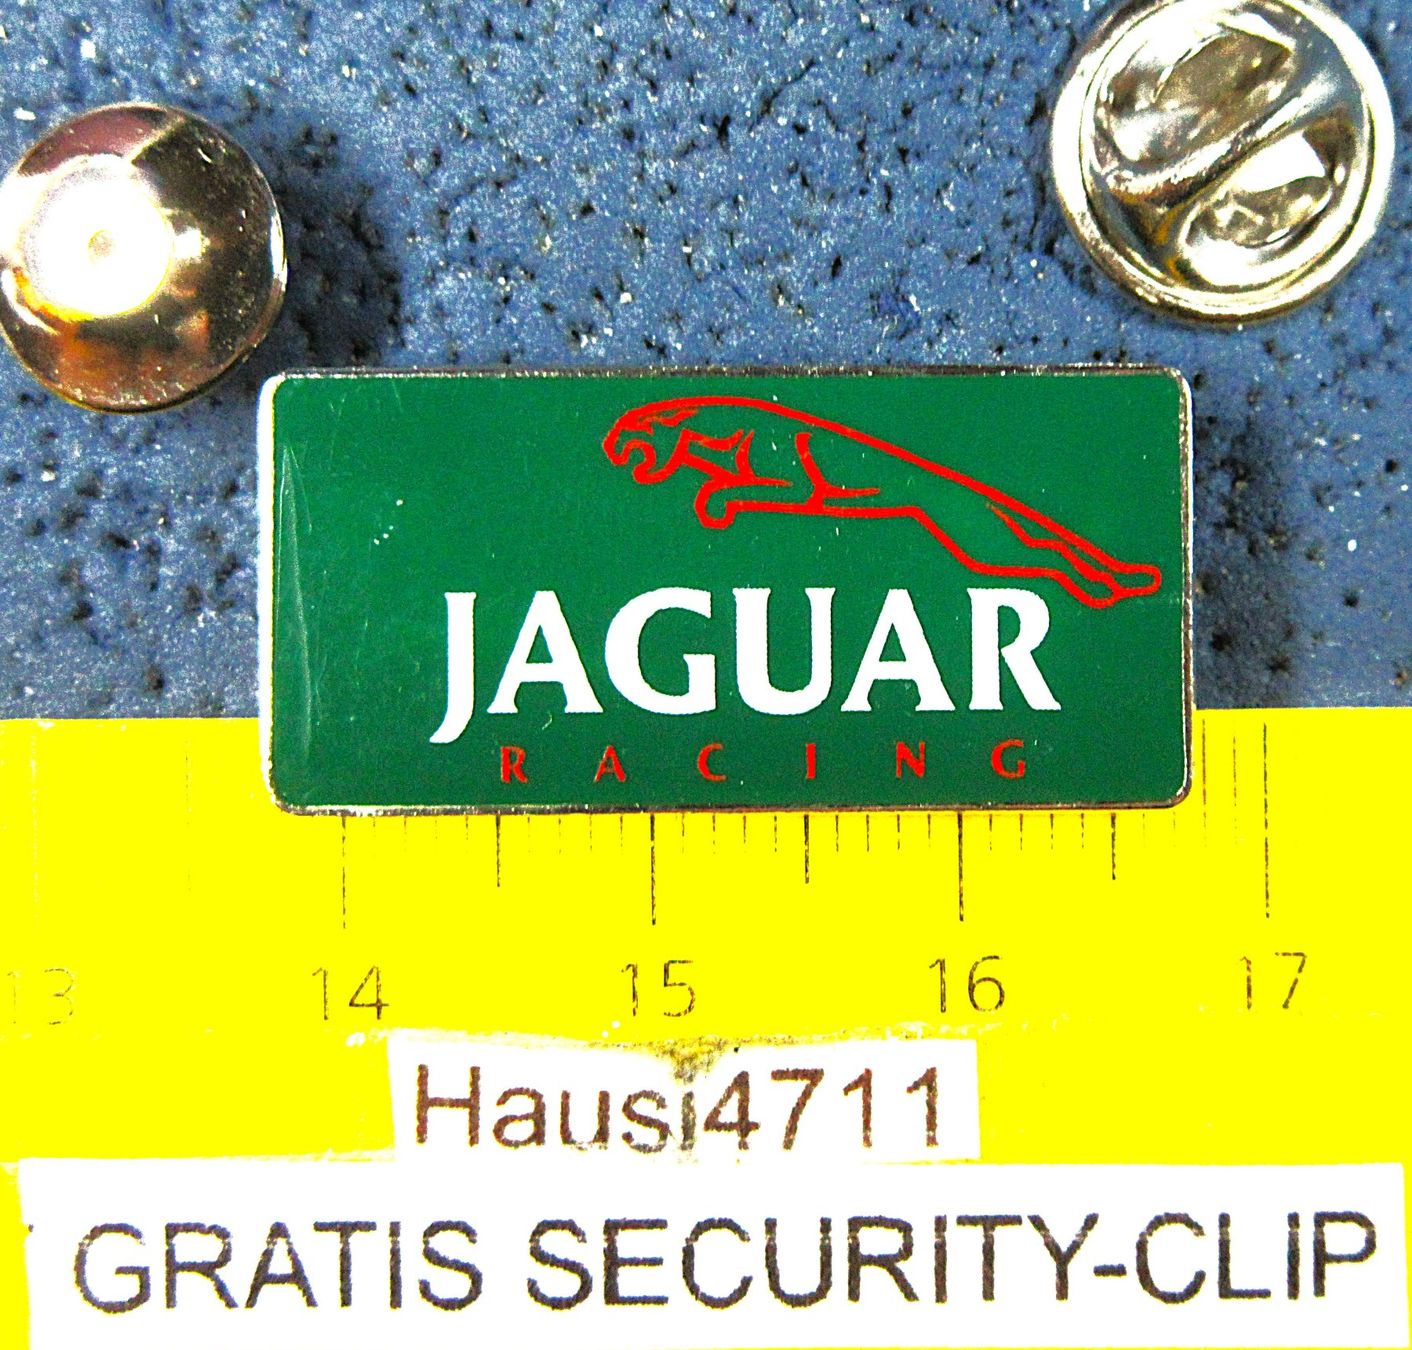 JAGUAR
RACING
13 14 15 16 17
Hausi4711
GRATIS SECURITY-CLIP